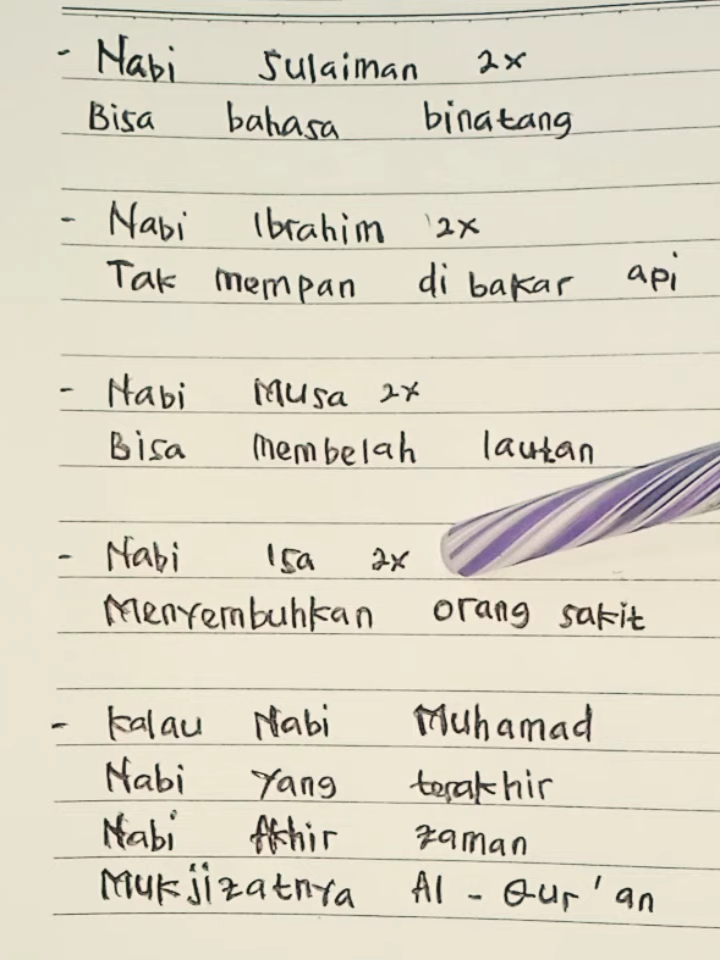 - Nabi Sulaiman 2x
Bisa bahasa binatang
- Nabi Ibrahim 2x
Tak mempan di bakar api
- Nabi Musa 2x
Bisa membelah lautan
- Nabi Isa 2x
Menyembuhkan orang sakit
- Kalau Nabi Muhamad
Nabi Yang terakhir
Nabi Akhir zaman
Mukjizatnya Al - Qur'an